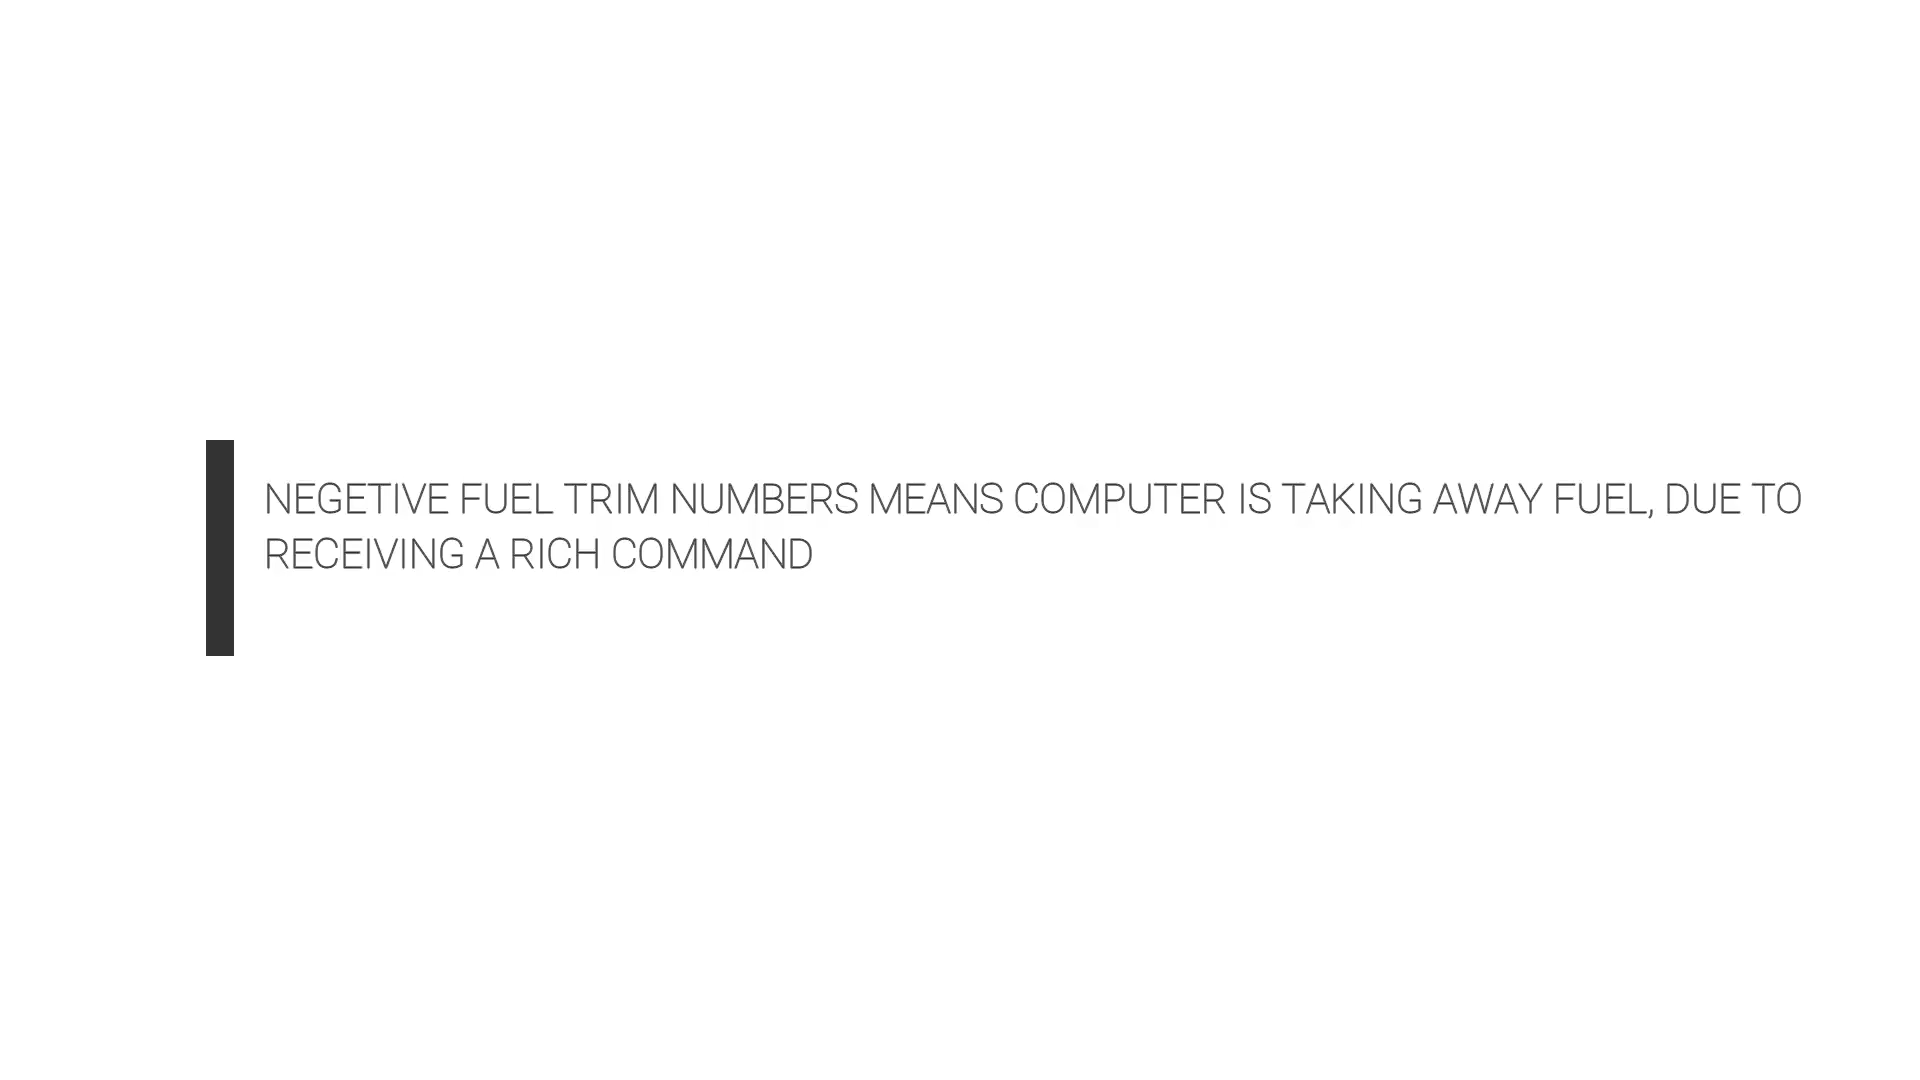 NEGETIVE FUEL TRIM NUMBERS MEANS COMPUTER IS TAKING AWAY FUEL, DUE TO
RECEIVING A RICH COMMAND